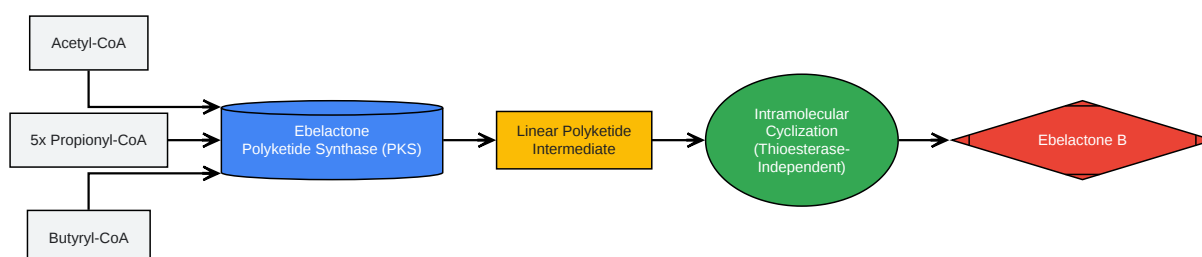 Acetyl-CoA
5x Propionyl-CoA
Butyryl-CoA
Ebelactone
Polyketide Synthase (PKS)
Linear Polyketide
Intermediate
Intramolecular
Cyclization
(Thioesterase-
Independent)
Ebelactone B